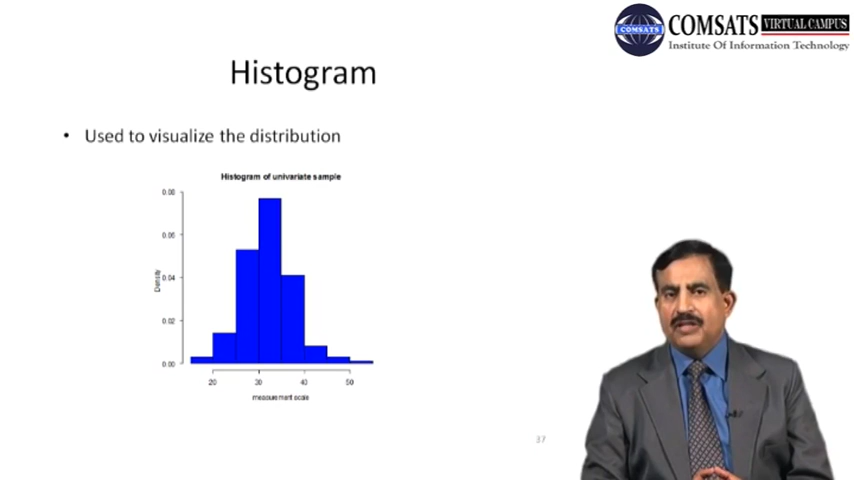 COMSATS VIRTUAL CAMPUS
COMSATS
Institute Of Information Technology
Histogram
• Used to visualize the distribution
Histogram of univariate sample
0.08
0.06
0.04
0.02
0.00
Density
20 30 40 50
measurement scale
37